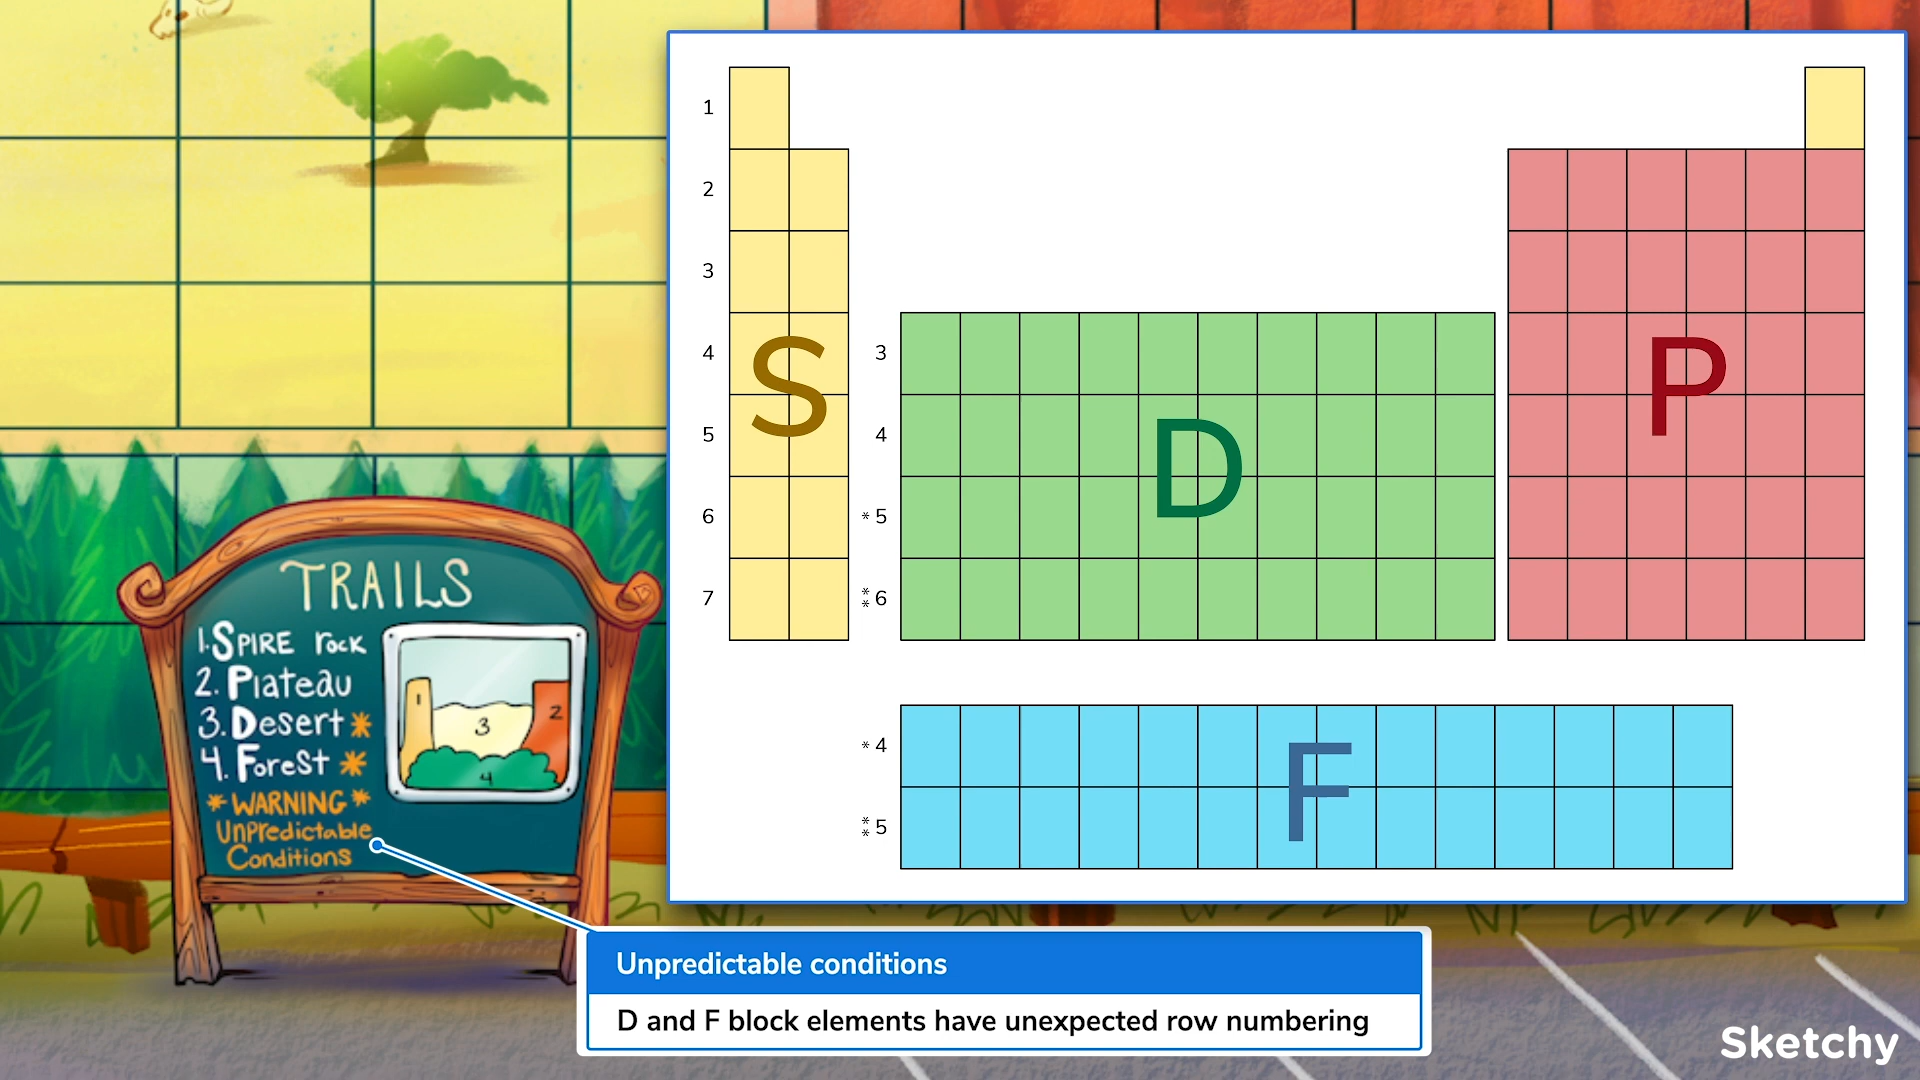 TRAILS
1. SPIRE rock
2. Plateau
3. Desert *
4. Forest *
* WARNING *
Unpredictable
Conditions
1
3
2
4
1
2
3
4
5
6
7
S
3
4
* 5
** 6
D
P
* 4
** 5
F
Unpredictable conditions
D and F block elements have unexpected row numbering
Sketchy